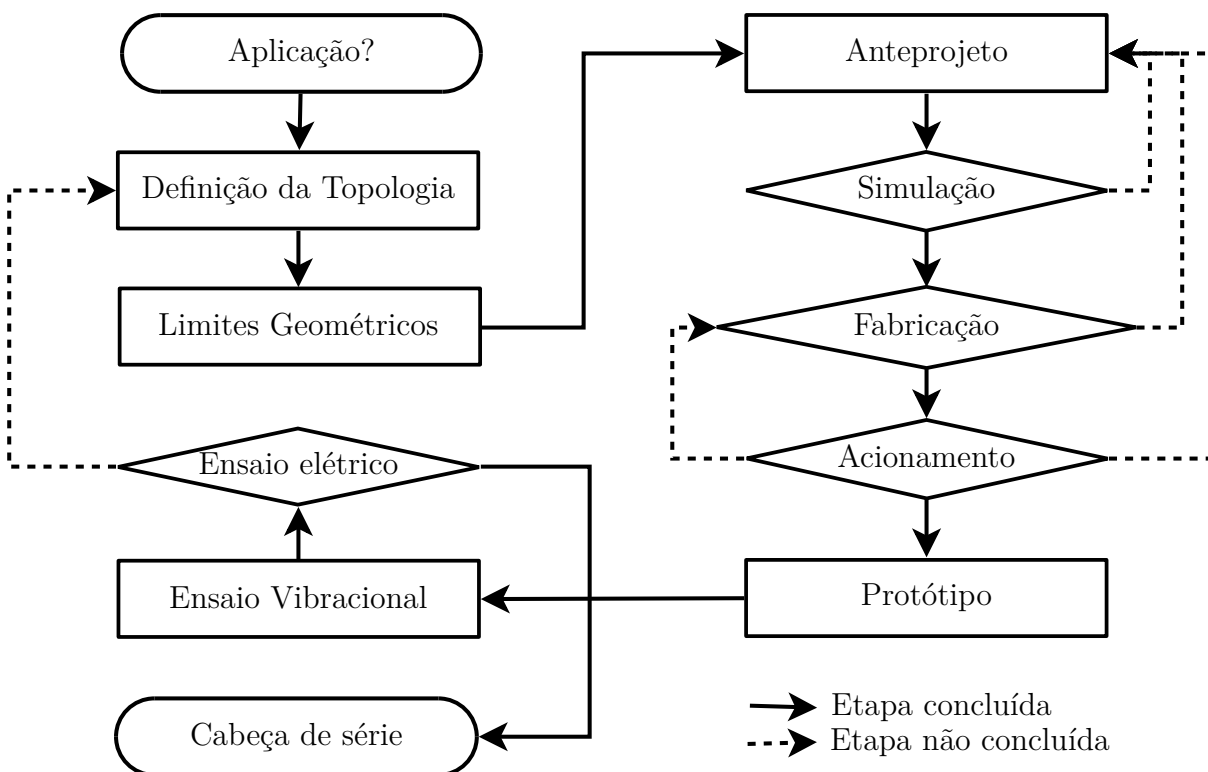 Aplicação?
Definição da Topologia
Limites Geométricos
Anteprojeto
Simulação
Fabricação
Acionamento
Protótipo
Ensaio elétrico
Ensaio Vibracional
Cabeça de série
Etapa concluída
Etapa não concluída